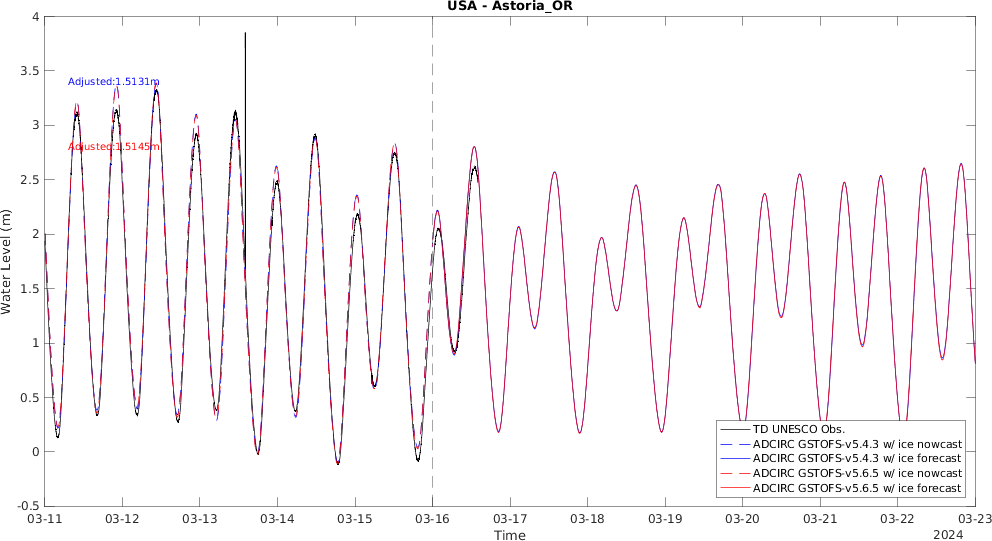 USA - Astoria_OR
4
3.5
3
2.5
2
1.5
1
0.5
0
-0.5
Water Level (m)
Adjusted:1.5131m
Adjusted:1.5145m
TD UNESCO Obs.
ADCIRC GSTOFS-v5.4.3 w/ ice nowcast
ADCIRC GSTOFS-v5.4.3 w/ ice forecast
ADCIRC GSTOFS-v5.6.5 w/ ice nowcast
ADCIRC GSTOFS-v5.6.5 w/ ice forecast
03-11 03-12 03-13 03-14 03-15 03-16 03-17 03-18 03-19 03-20 03-21 03-22 03-23
Time
2024